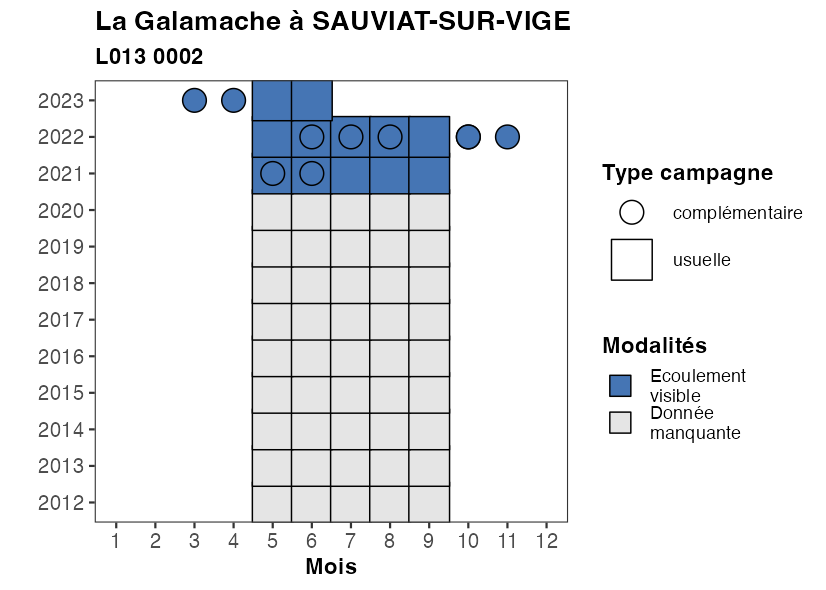 La Galamache à SAUVIAT-SUR-VIGE
L013 0002
2023
2022
2021
2020
2019
2018
2017
2016
2015
2014
2013
2012
1 2 3 4 5 6 7 8 9 10 11 12
Mois
Type campagne
complémentaire
usuelle
Modalités
Ecoulement
visible
Donnée
manquante